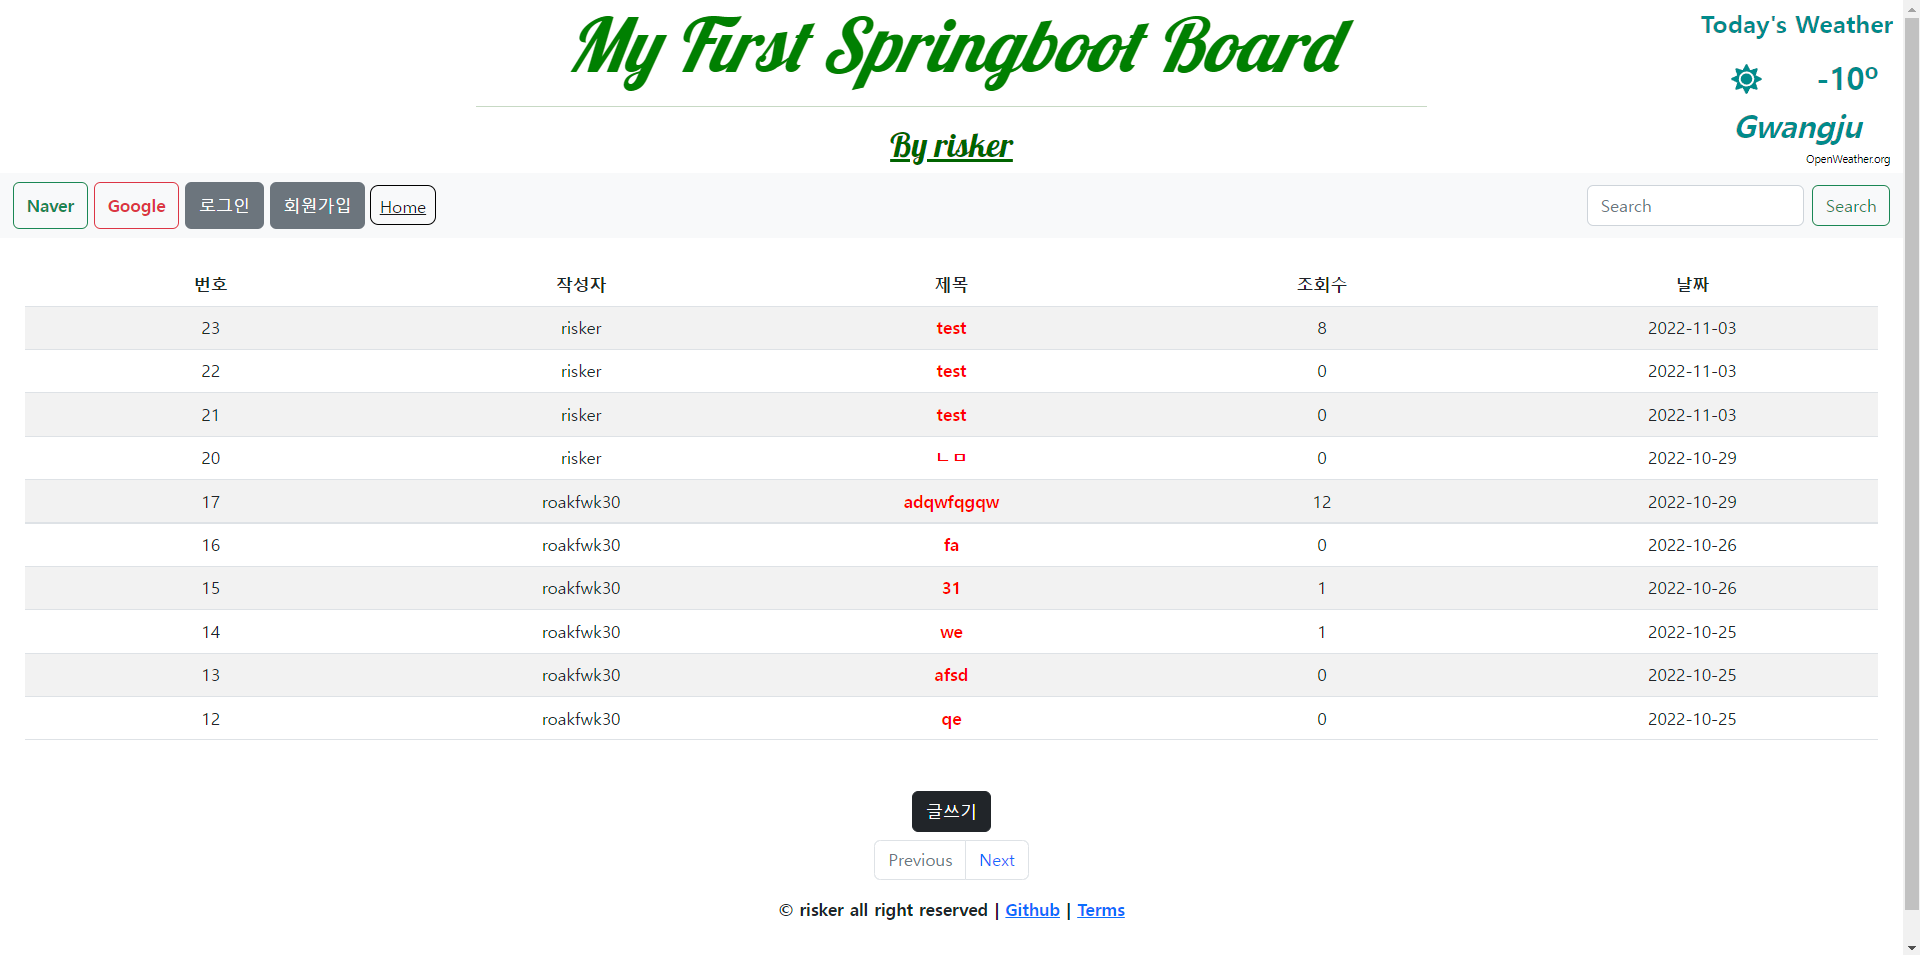 My First Springboot Board
Today's Weather
-10º
Gwangju
By risker
OpenWeather.org
Naver Google 로그인 회원가입 Home Search Search
번호 작성자 제목 조회수 날짜
23 risker test 8 2022-11-03
22 risker test 0 2022-11-03
21 risker test 0 2022-11-03
20 risker ㄴㅁ 0 2022-10-29
17 roakfwk30 adqwfqgqw 12 2022-10-29
16 roakfwk30 fa 0 2022-10-26
15 roakfwk30 31 1 2022-10-26
14 roakfwk30 we 1 2022-10-25
13 roakfwk30 afsd 0 2022-10-25
12 roakfwk30 qe 0 2022-10-25
글쓰기
Previous Next
© risker all right reserved | Github | Terms